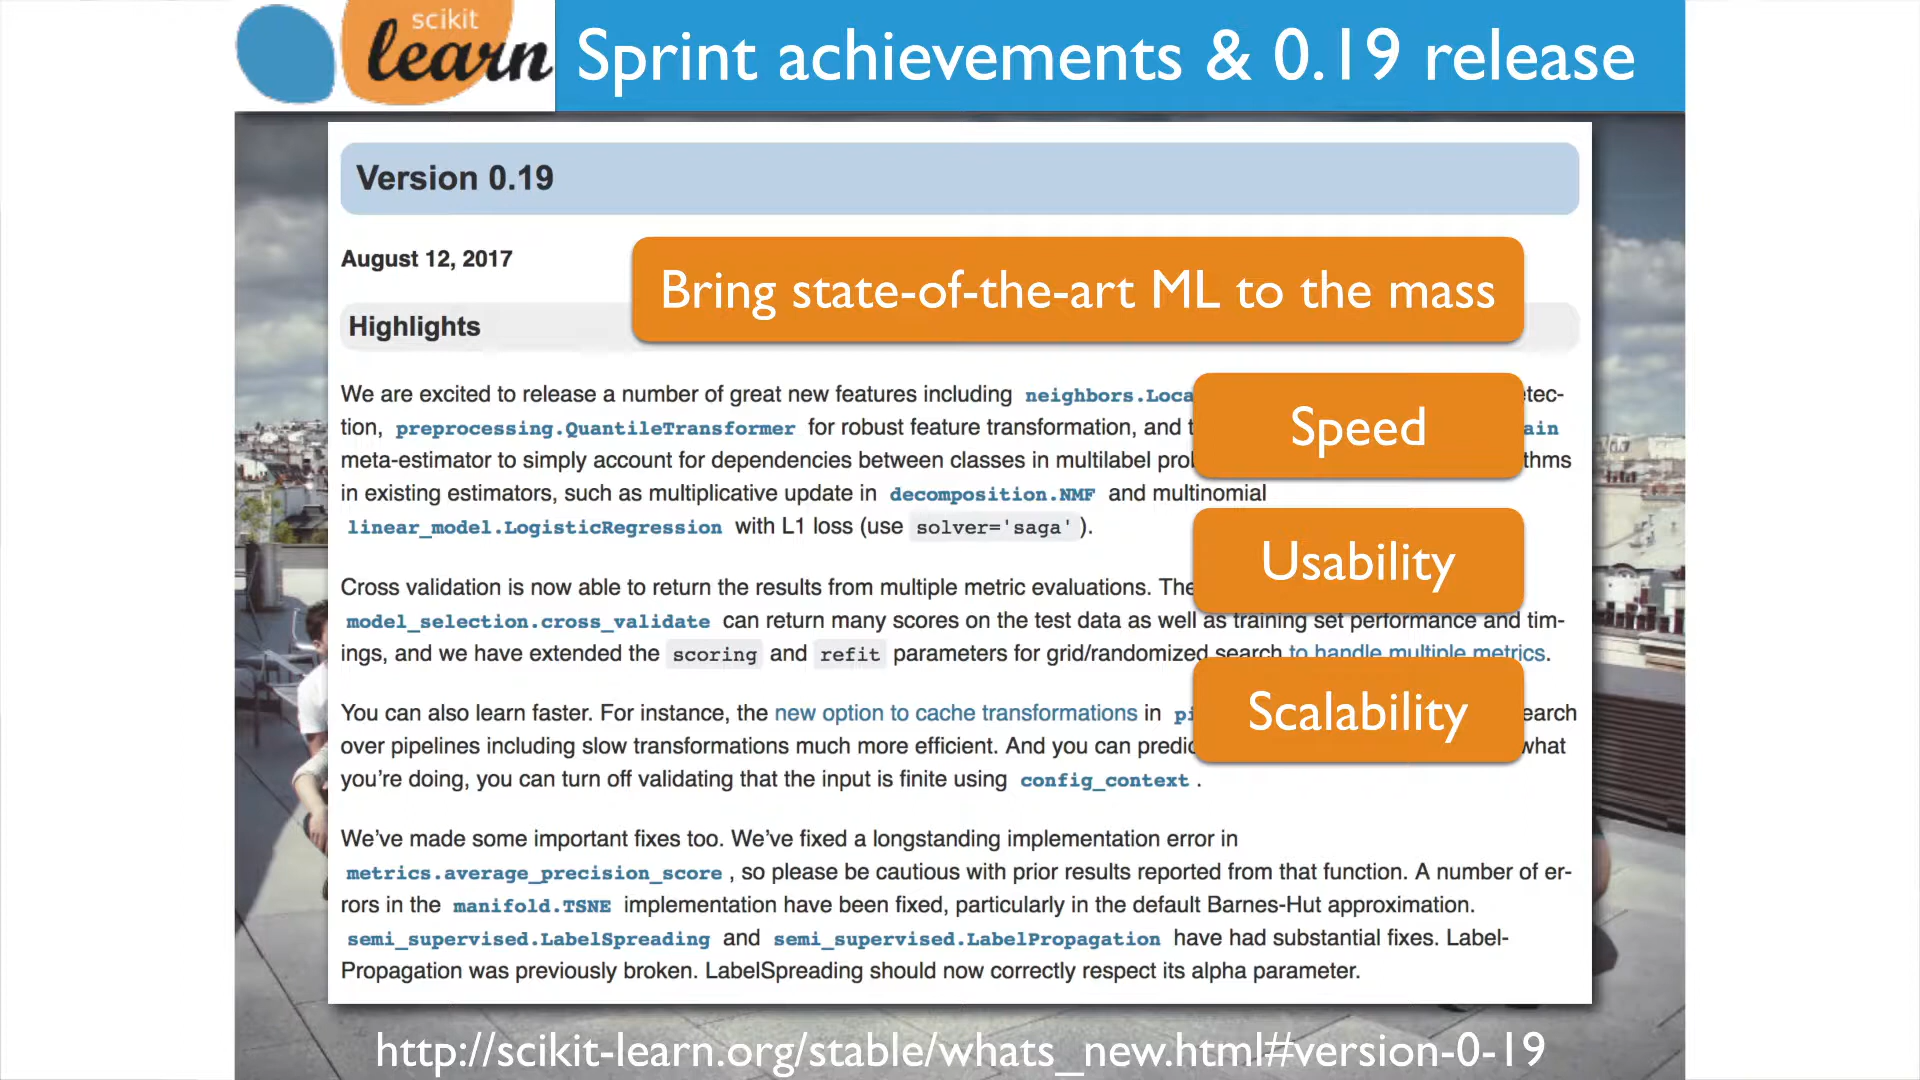 scikit
learn
Sprint achievements & 0.19 release
Version 0.19
August 12, 2017
Bring state-of-the-art ML to the mass
Highlights
We are excited to release a number of great new features including neighbors.Loca tec-
tion, preprocessing.QuantileTransformer for robust feature transformation, and t ain
meta-estimator to simply account for dependencies between classes in multilabel prol thms
in existing estimators, such as multiplicative update in decomposition.NMF and multinomial
linear_model.LogisticRegression with L1 loss (use solver='saga' ).
Speed
Usability
Cross validation is now able to return the results from multiple metric evaluations. The
model_selection.cross_validate can return many scores on the test data as well as training set performance and tim-
ings, and we have extended the scoring and refit parameters for grid/randomized search to handle multiple metrics.
Scalability
You can also learn faster. For instance, the new option to cache transformations in pi earch
over pipelines including slow transformations much more efficient. And you can predic what
you're doing, you can turn off validating that the input is finite using config_context .
We've made some important fixes too. We've fixed a longstanding implementation error in
metrics.average_precision_score , so please be cautious with prior results reported from that function. A number of er-
rors in the manifold.TSNE implementation have been fixed, particularly in the default Barnes-Hut approximation.
semi_supervised.LabelSpreading and semi_supervised.LabelPropagation have had substantial fixes. Label-
Propagation was previously broken. LabelSpreading should now correctly respect its alpha parameter.
http://scikit-learn.org/stable/whats_new.html#version-0-19